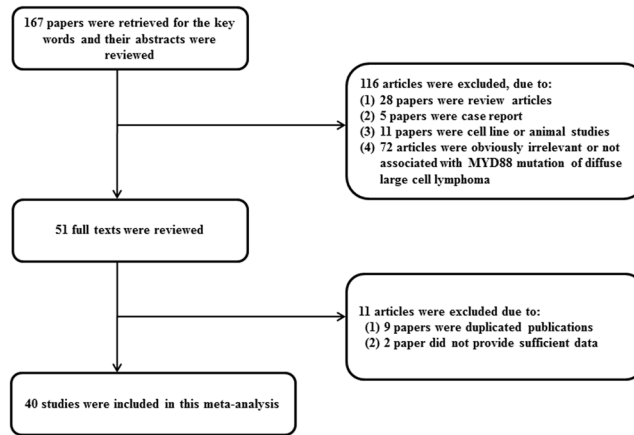 167 papers were retrieved for the key
words and their abstracts were
reviewed
116 articles were excluded, due to:
(1) 28 papers were review articles
(2) 5 papers were case report
(3) 11 papers were cell line or animal studies
(4) 72 articles were obviously irrelevant or not
associated with MYD88 mutation of diffuse
large cell lymphoma
51 full texts were reviewed
11 articles were excluded due to:
(1) 9 papers were duplicated publications
(2) 2 paper did not provide sufficient data
40 studies were included in this meta-analysis